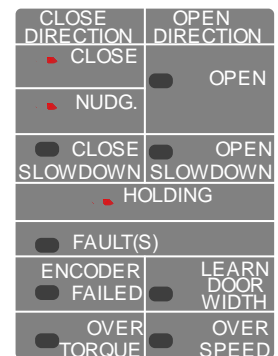 CLOSE DIRECTION
OPEN DIRECTION
CLOSE
OPEN
NUDG.
CLOSE SLOWDOWN
OPEN SLOWDOWN
HOLDING
FAULT(S)
ENCODER FAILED
LEARN DOOR WIDTH
OVER TORQUE
OVER SPEED